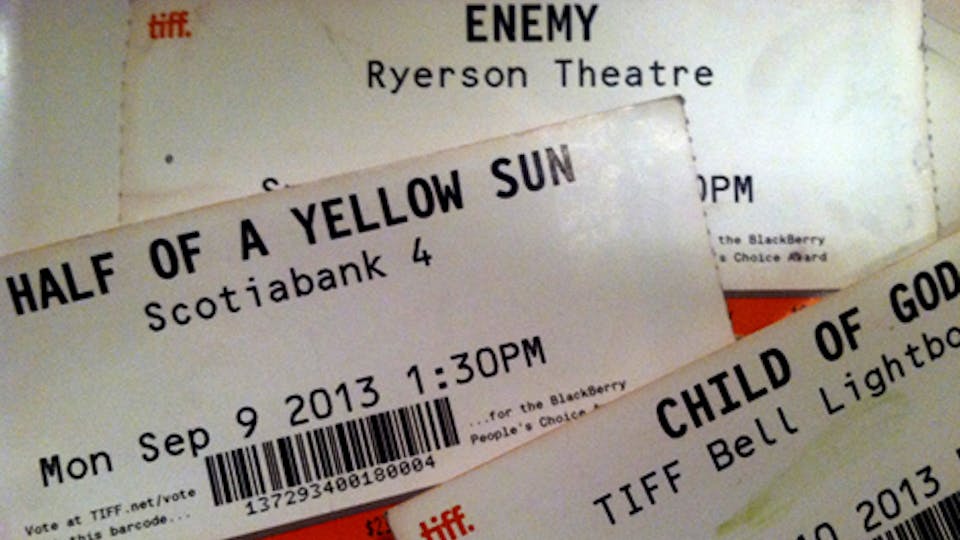 tiff.
ENEMY
Ryerson Theatre
0PM
the BlackBerry
s Choice Award
HALF OF A YELLOW SUN
Scotiabank 4
Mon Sep 9 2013 1:30PM
...for the BlackBerry
People's Choice
137293400180004
Vote at TIFF.net/vote
this barcode...
CHILD OF GOD
TIFF Bell Lightbo
10 2013
tiff.